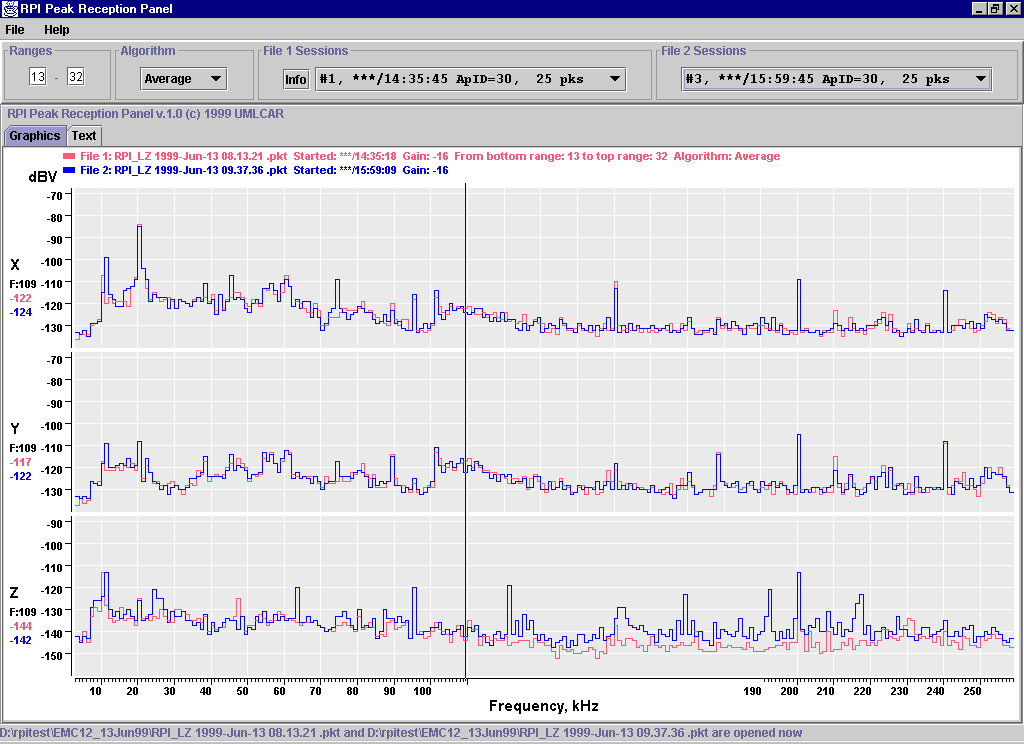 RPI Peak Reception Panel
File Help
Ranges Algorithm File 1 Sessions File 2 Sessions
13 - 32 Average Info #1, ***/14:35:45 ApID=30, 25 pks #3, ***/15:59:45 ApID=30, 25 pks
RPI Peak Reception Panel v.1.0 (c) 1999 UMLCAR
Graphics Text
File 1: RPI_LZ 1999-Jun-13 08.13.21 .pkt Started: ***/14:35:18 Gain: -16 From bottom range: 13 to top range: 32 Algorithm: Average
dBV File 2: RPI_LZ 1999-Jun-13 09.37.36 .pkt Started: ***/15:59:09 Gain: -16
-70
-80
-90
X -100
F:109 -110
-122 -120
-124
-130
-70
-80
-90
-100
Y
F:109 -110
-117
-120
-122
-130
-90
-100
-110
Z -120
F:109 -130
-144
-142 -140
-150
10 20 30 40 50 60 70 80 90 100 190 200 210 220 230 240 250
Frequency, kHz
D:\rpitest\EMC12_13Jun99\RPI_LZ 1999-Jun-13 08.13.21 .pkt and D:\rpitest\EMC12_13Jun99\RPI_LZ 1999-Jun-13 09.37.36 .pkt are opened now